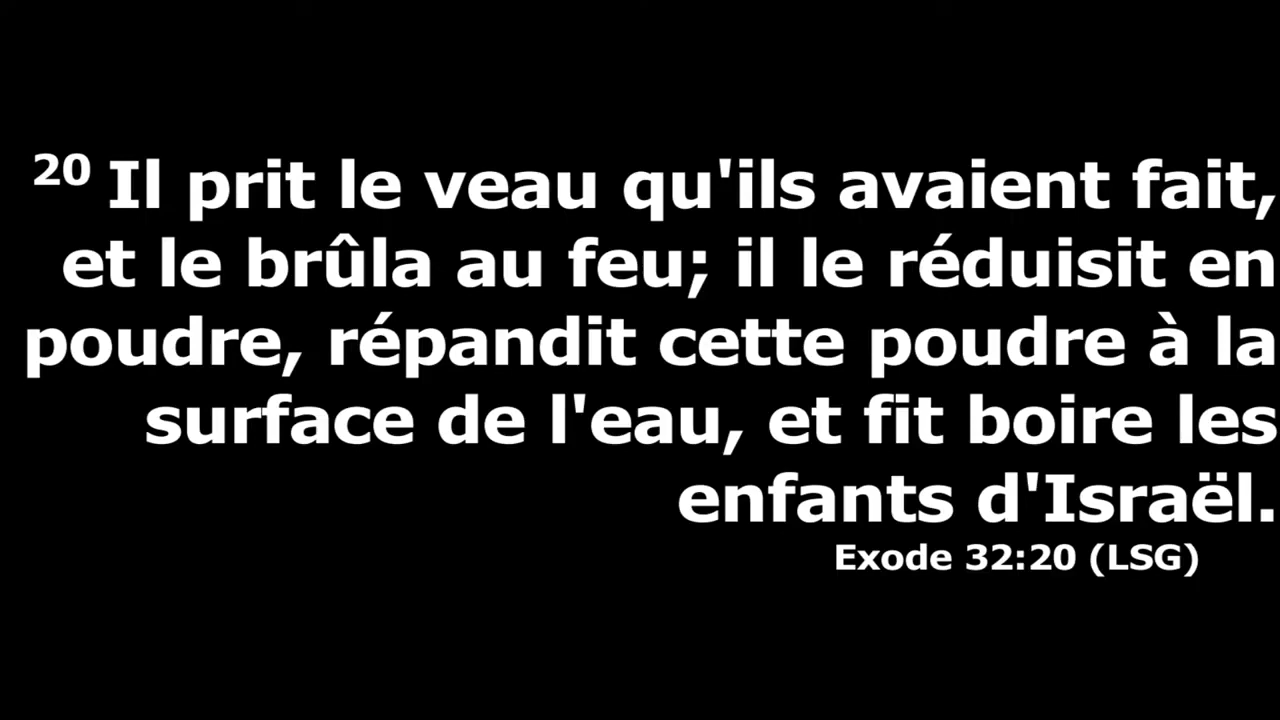 20 Il prit le veau qu'ils avaient fait,
et le brûla au feu; il le réduisit en
poudre, répandit cette poudre à la
surface de l'eau, et fit boire les
enfants d'Israël.
Exode 32:20 (LSG)